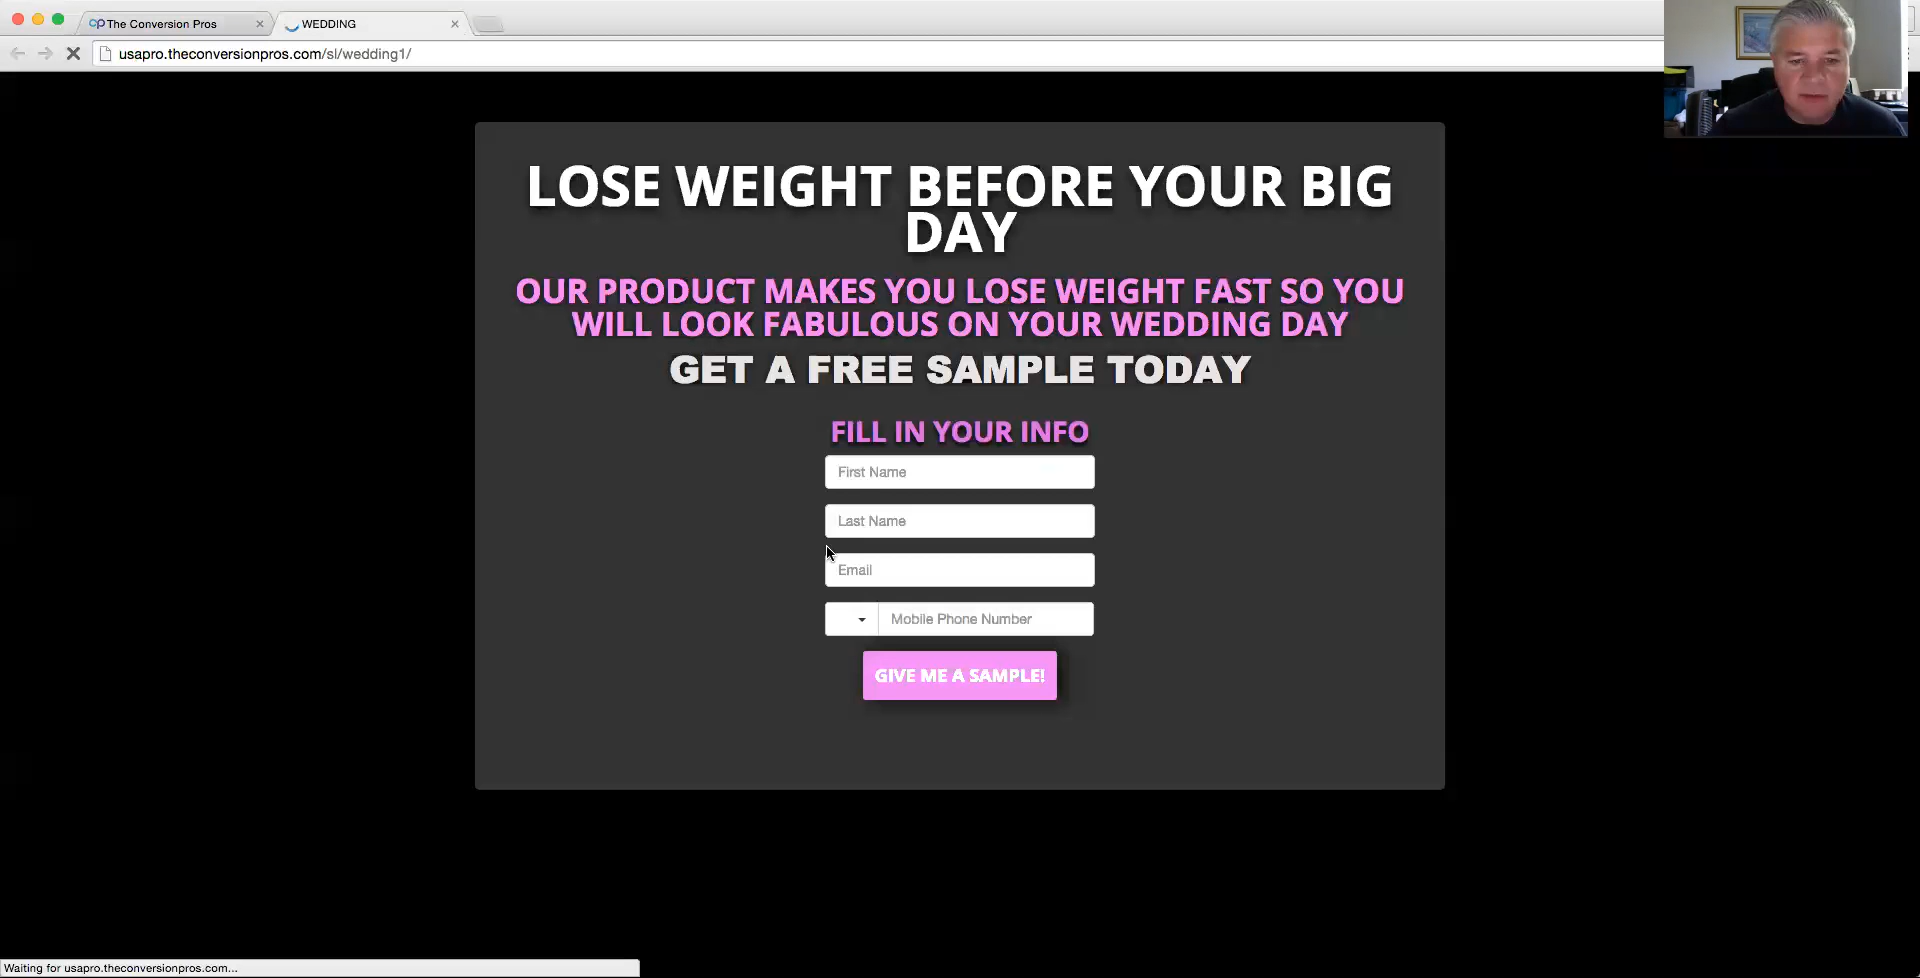 The Conversion Pros
WEDDING
usapro.theconversionpros.com/sl/wedding1/
LOSE WEIGHT BEFORE YOUR BIG
DAY
OUR PRODUCT MAKES YOU LOSE WEIGHT FAST SO YOU
WILL LOOK FABULOUS ON YOUR WEDDING DAY
GET A FREE SAMPLE TODAY
FILL IN YOUR INFO
First Name
Last Name
Email
Mobile Phone Number
GIVE ME A SAMPLE!
Waiting for usapro.theconversionpros.com...